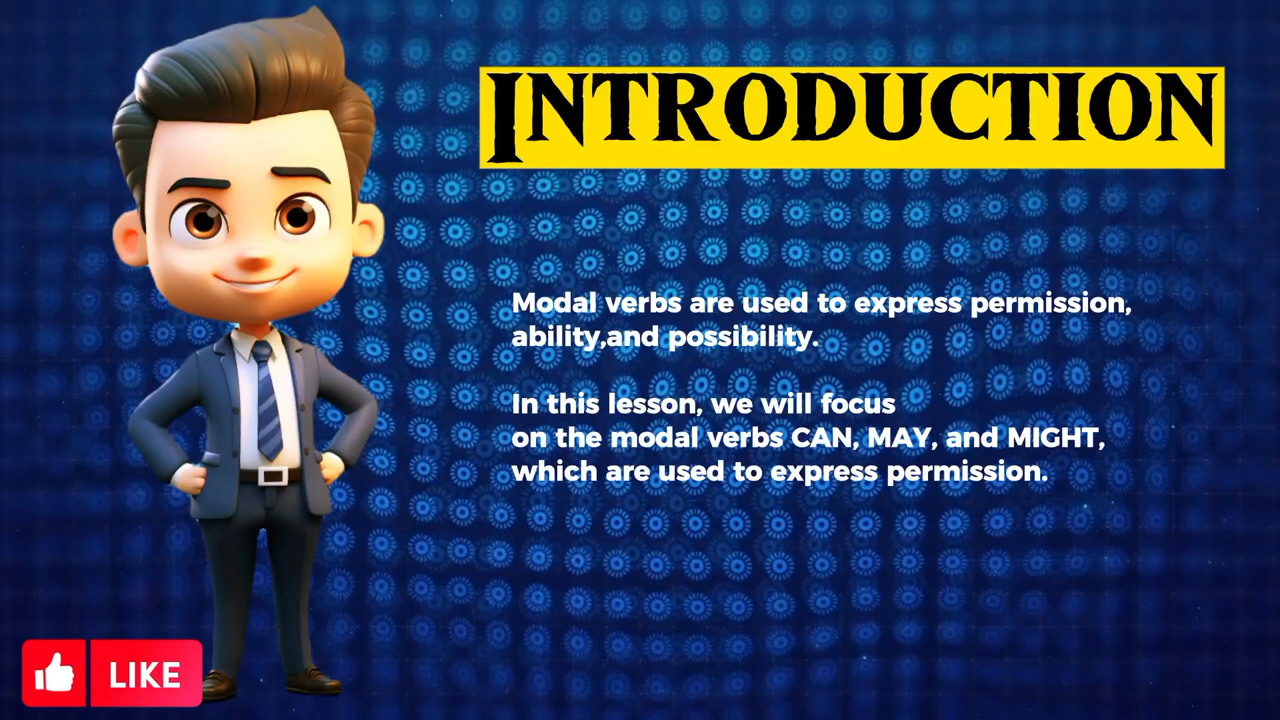 INTRODUCTION
Modal verbs are used to express permission,
ability,and possibility.
In this lesson, we will focus
on the modal verbs CAN, MAY, and MIGHT,
which are used to express permission.
LIKE